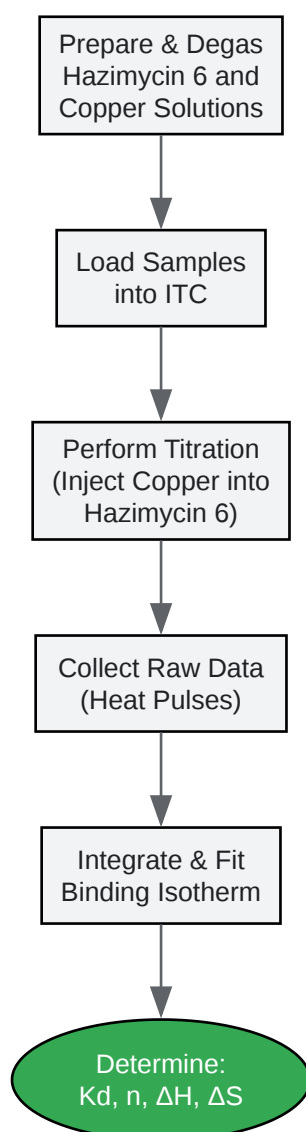 Prepare & Degas
Hazimycin 6 and
Copper Solutions
Load Samples
into ITC
Perform Titration
(Inject Copper into
Hazimycin 6)
Collect Raw Data
(Heat Pulses)
Integrate & Fit
Binding Isotherm
Determine:
Kd, n, ΔH, ΔS